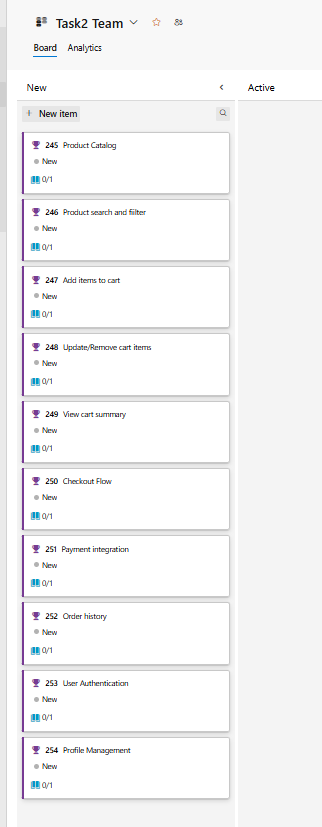 Task2 Team
Board Analytics
New
Active
+ New item
245 Product Catalog
New
0/1
246 Product search and fiilter
New
0/1
247 Add items to cart
New
0/1
248 Update/Remove cart items
New
0/1
249 View cart summary
New
0/1
250 Checkout Flow
New
0/1
251 Payment integration
New
0/1
252 Order history
New
0/1
253 User Authentication
New
0/1
254 Profile Management
New
0/1